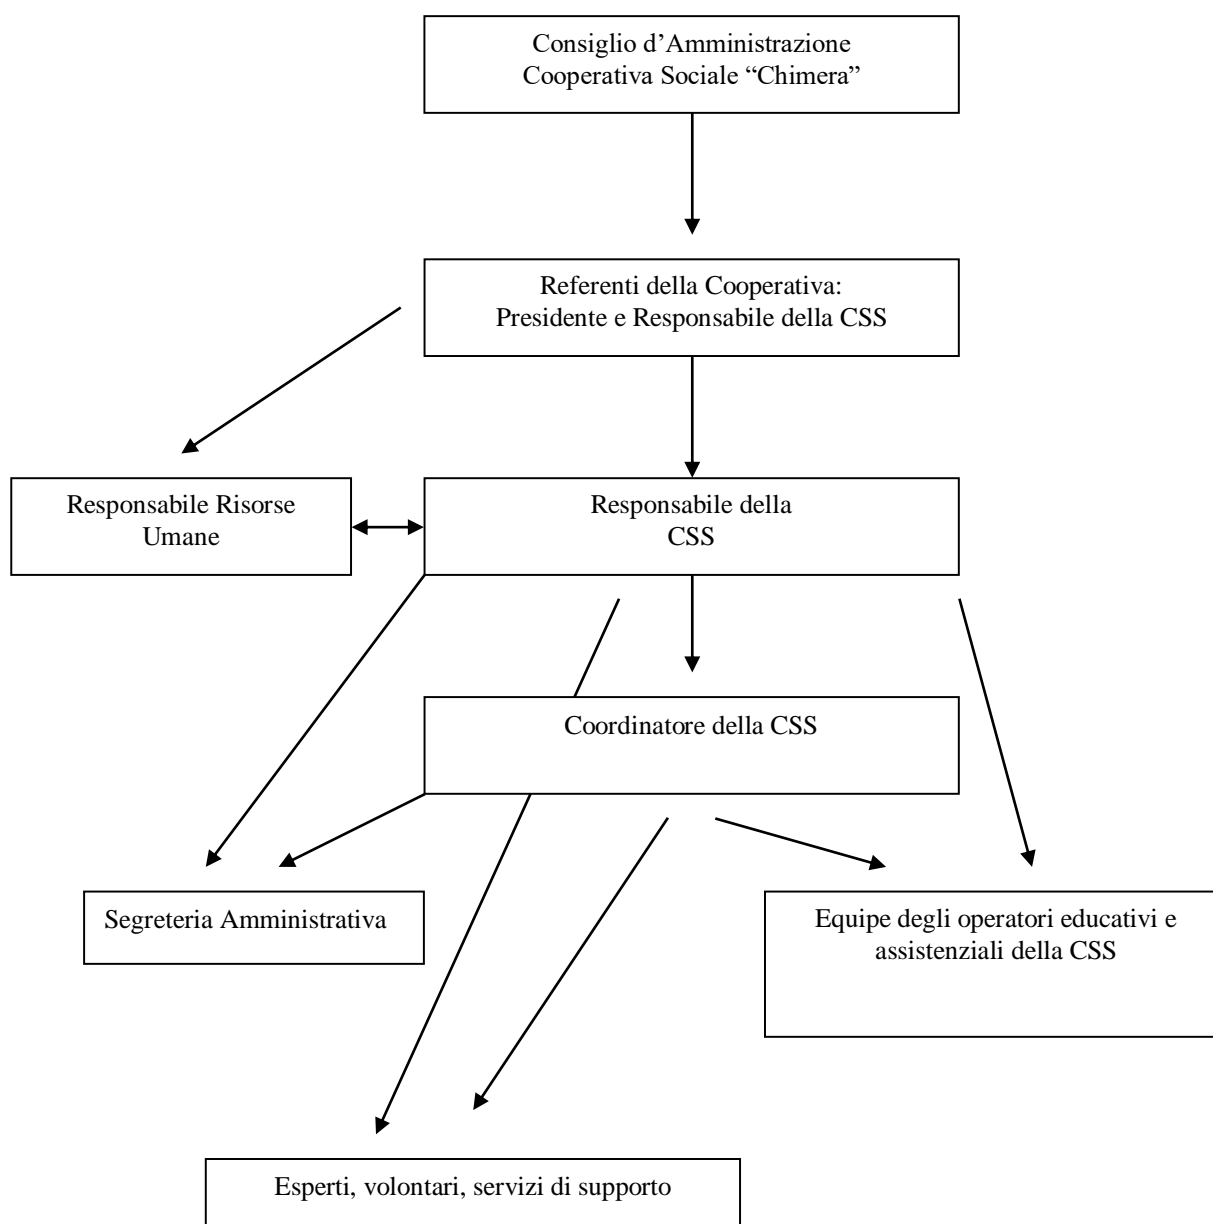 Consiglio d’Amministrazione
Cooperativa Sociale “Chimera”
Referenti della Cooperativa:
Presidente e Responsabile della CSS
Responsabile Risorse
Umane
Responsabile della
CSS
Coordinatore della CSS
Segreteria Amministrativa
Equipe degli operatori educativi e
assistenziali della CSS
Esperti, volontari, servizi di supporto